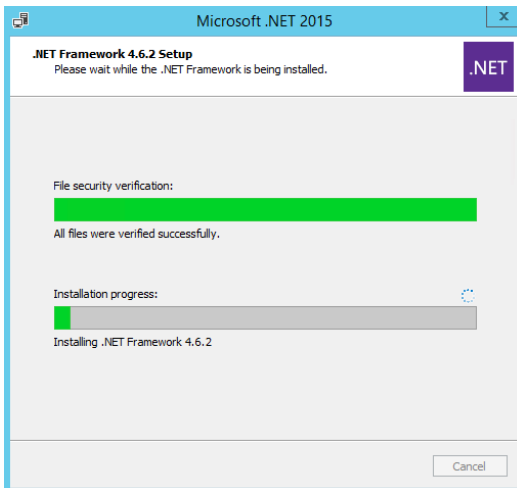 Microsoft .NET 2015
x
.NET Framework 4.6.2 Setup
Please wait while the .NET Framework is being installed.
.NET
File security verification:
All files were verified successfully.
Installation progress:
Installing .NET Framework 4.6.2
Cancel